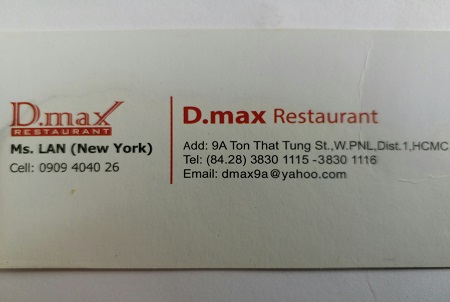 D.max
RESTAURANT
Ms. LAN (New York)
Cell: 0909 4040 26
D.max Restaurant
Add: 9A Ton That Tung St.,W.PNL,Dist.1,HCMC
Tel: (84.28) 3830 1115 -3830 1116
Email: dmax9a@yahoo.com